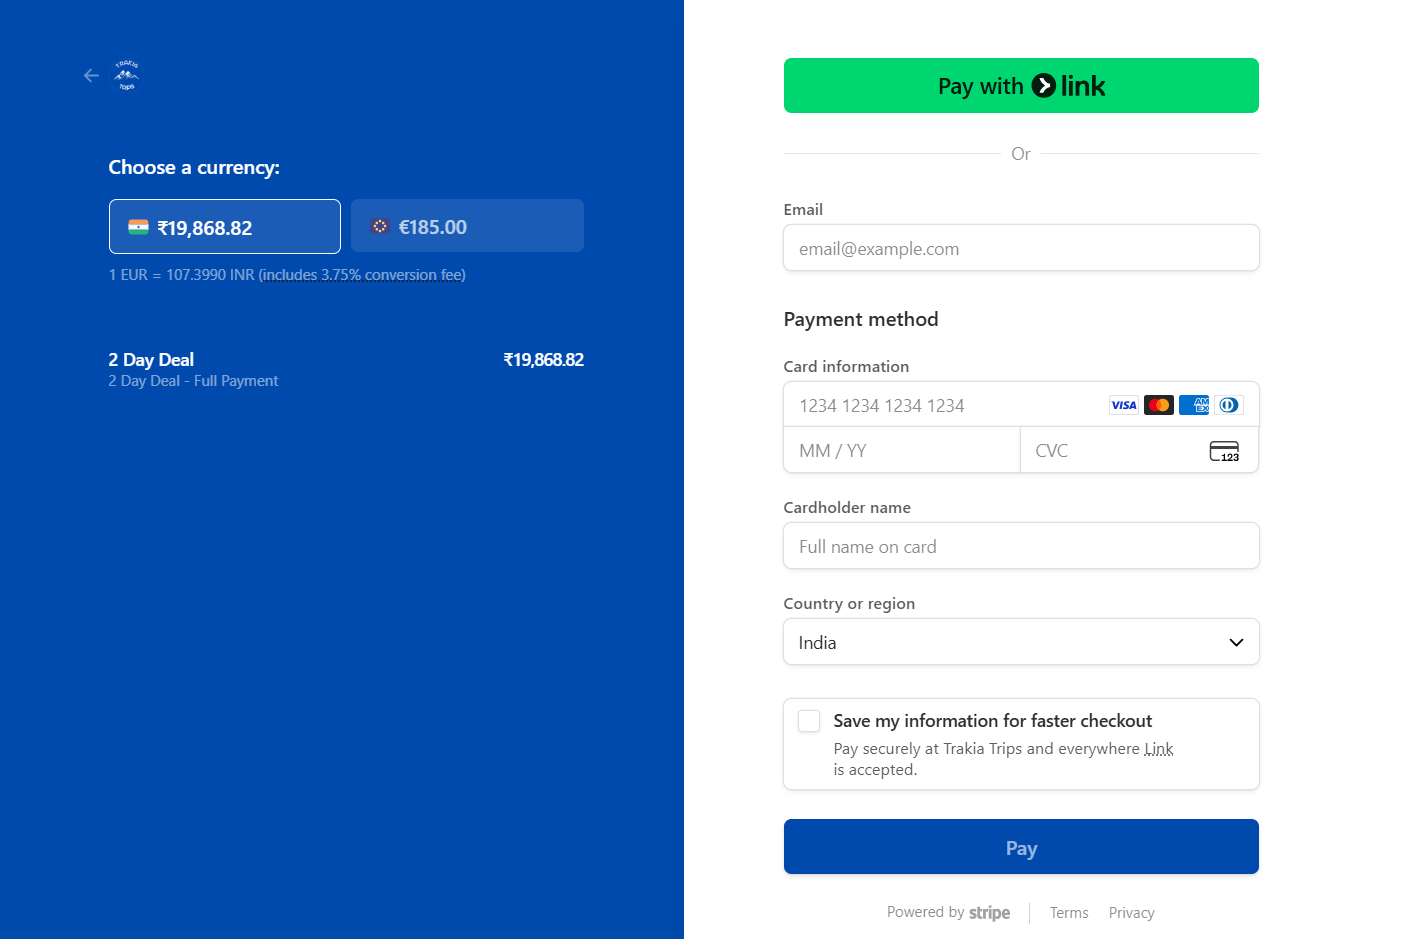 TRAKIA
TRIPS
Choose a currency:
₹19,868.82
€185.00
1 EUR = 107.3990 INR (includes 3.75% conversion fee)
2 Day Deal
₹19,868.82
2 Day Deal - Full Payment
Pay with link
Or
Email
email@example.com
Payment method
Card information
1234 1234 1234 1234
VISA
AM
EX
MM / YY
CVC
123
Cardholder name
Full name on card
Country or region
India
Save my information for faster checkout
Pay securely at Trakia Trips and everywhere Link
is accepted.
Pay
Powered by stripe
Terms
Privacy